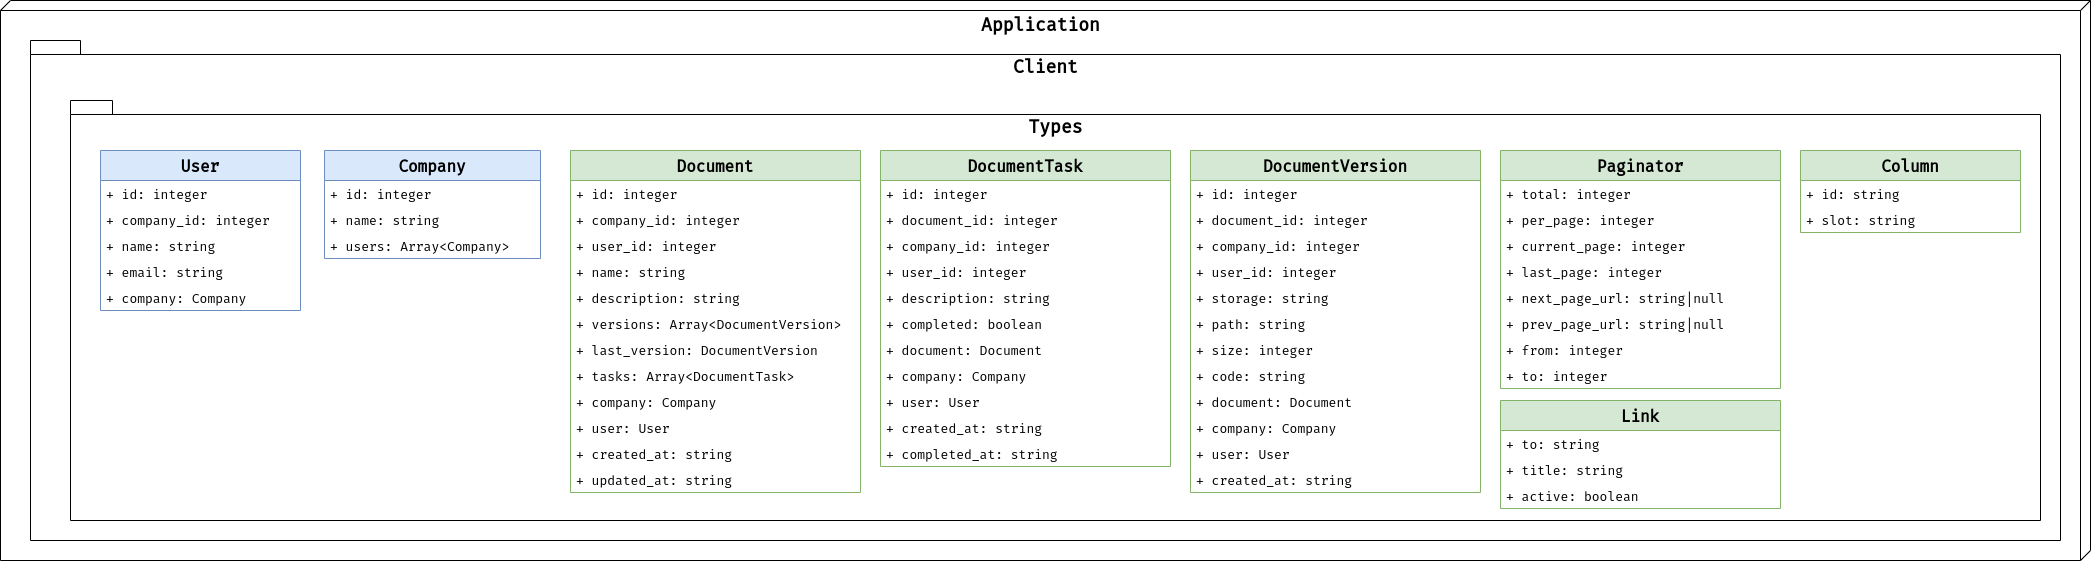 Application
Client
Types
User
+ id: integer
+ company_id: integer
+ name: string
+ email: string
+ company: Company
Company
+ id: integer
+ name: string
+ users: Array<Company>
Document
+ id: integer
+ company_id: integer
+ user_id: integer
+ name: string
+ description: string
+ versions: Array<DocumentVersion>
+ last_version: DocumentVersion
+ tasks: Array<DocumentTask>
+ company: Company
+ user: User
+ created_at: string
+ updated_at: string
DocumentTask
+ id: integer
+ document_id: integer
+ company_id: integer
+ user_id: integer
+ description: string
+ completed: boolean
+ document: Document
+ company: Company
+ user: User
+ created_at: string
+ completed_at: string
DocumentVersion
+ id: integer
+ document_id: integer
+ company_id: integer
+ user_id: integer
+ storage: string
+ path: string
+ size: integer
+ code: string
+ document: Document
+ company: Company
+ user: User
+ created_at: string
Paginator
+ total: integer
+ per_page: integer
+ current_page: integer
+ last_page: integer
+ next_page_url: string|null
+ prev_page_url: string|null
+ from: integer
+ to: integer
Link
+ to: string
+ title: string
+ active: boolean
Column
+ id: string
+ slot: string